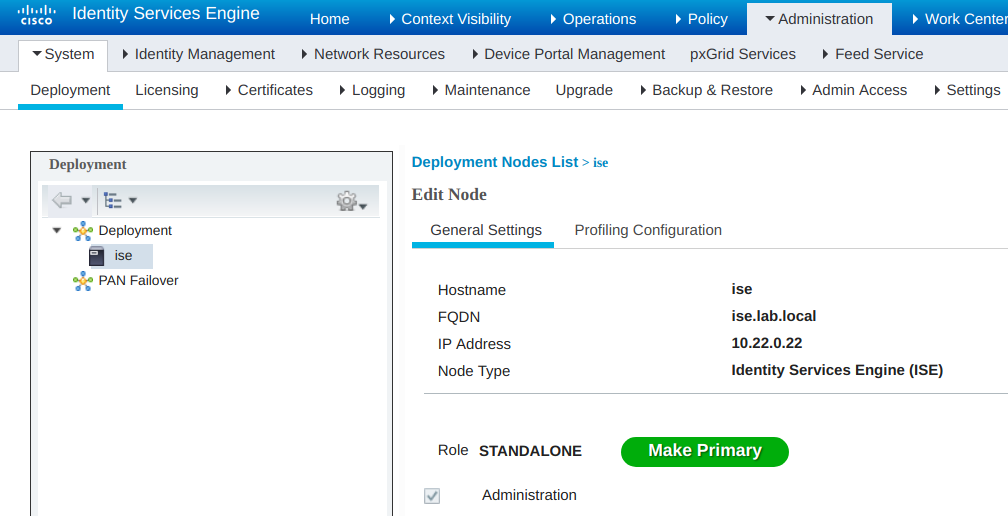 CISCO Identity Services Engine Home Context Visibility Operations Policy Administration Work Center
System Identity Management Network Resources Device Portal Management pxGrid Services Feed Service
Deployment Licensing Certificates Logging Maintenance Upgrade Backup & Restore Admin Access Settings
Deployment
Deployment
ise
PAN Failover
Deployment Nodes List > ise
Edit Node
General Settings Profiling Configuration
Hostname ise
FQDN ise.lab.local
IP Address 10.22.0.22
Node Type Identity Services Engine (ISE)
Role STANDALONE Make Primary
Administration